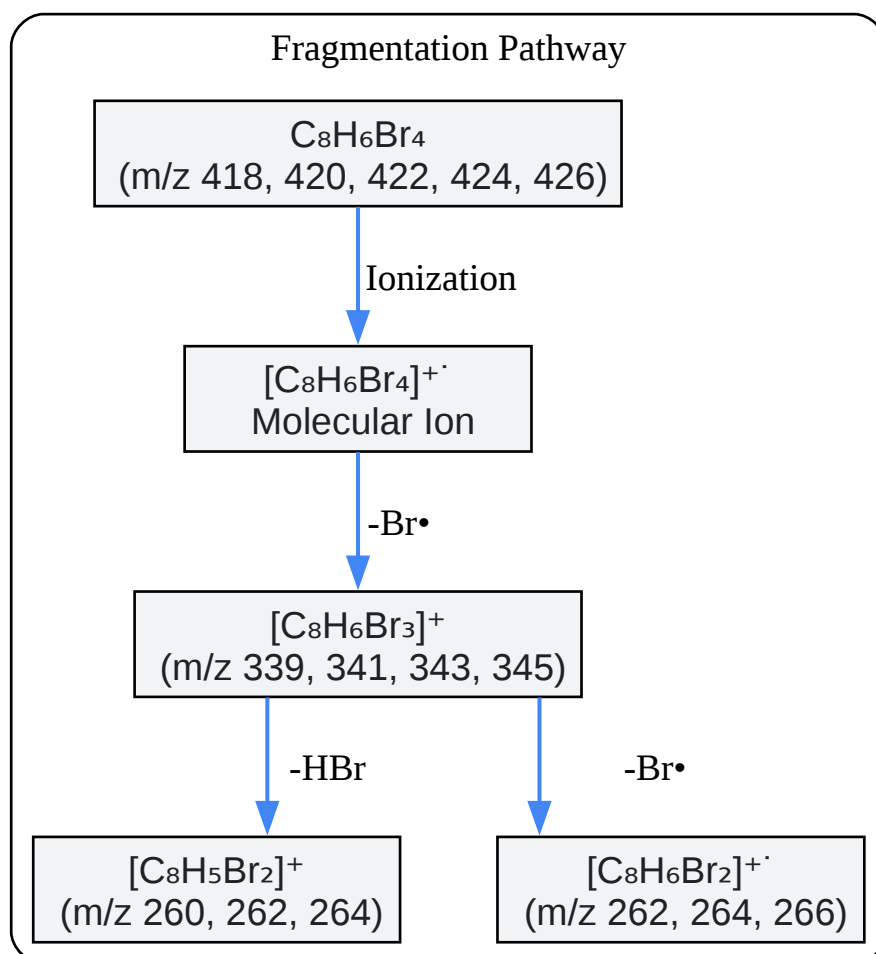 Fragmentation Pathway
C₈H₆Br₄
(m/z 418, 420, 422, 424, 426)
Ionization
[C₈H₆Br₄]⁺˙
Molecular Ion
-Br•
[C₈H₆Br₃]⁺
(m/z 339, 341, 343, 345)
-HBr
-Br•
[C₈H₅Br₂]⁺
(m/z 260, 262, 264)
[C₈H₆Br₂]⁺˙
(m/z 262, 264, 266)